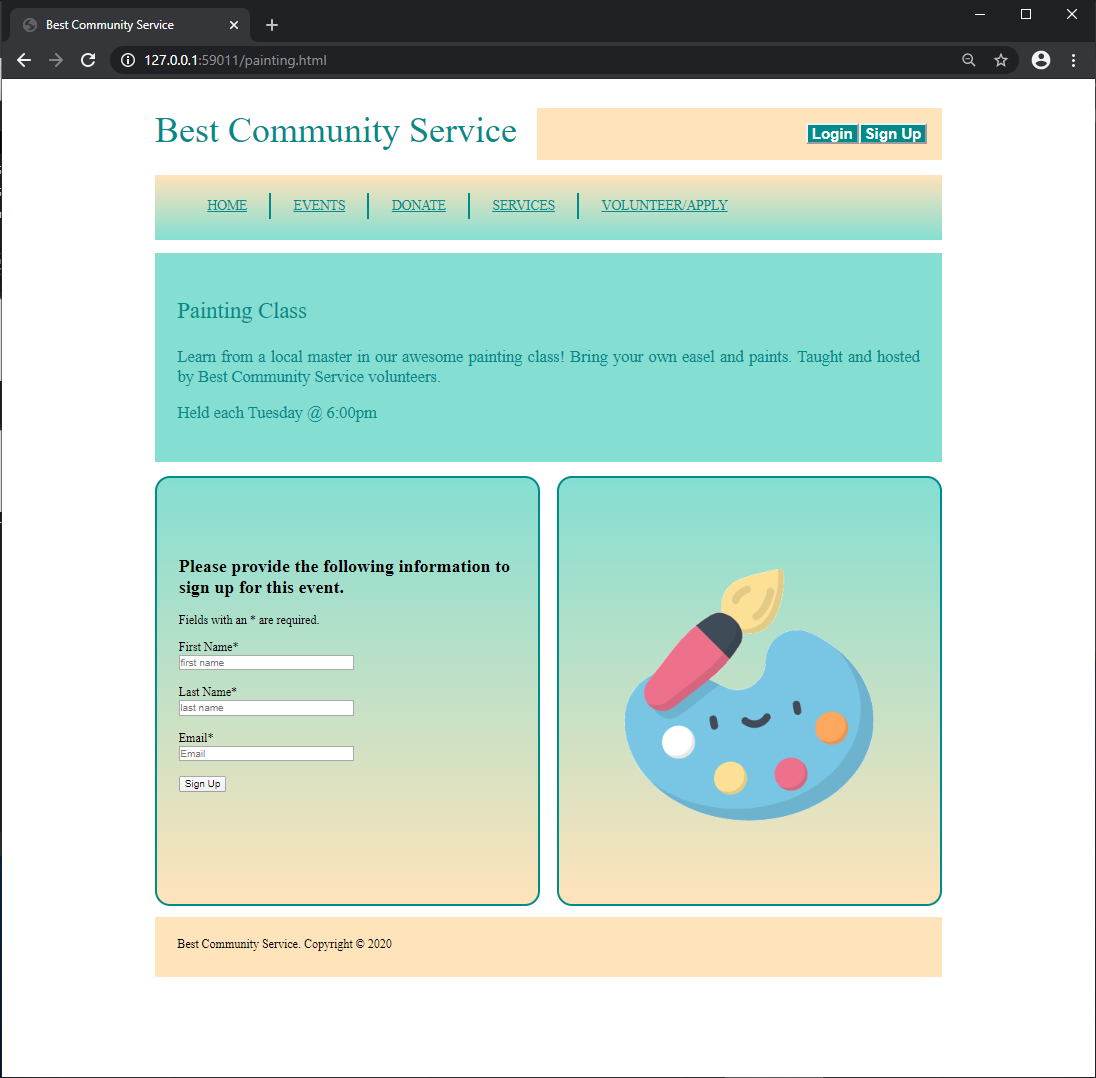 Best Community Service
127.0.0.1:59011/painting.html
Best Community Service
Login Sign Up
HOME EVENTS DONATE SERVICES VOLUNTEER/APPLY
Painting Class
Learn from a local master in our awesome painting class! Bring your own easel and paints. Taught and hosted
by Best Community Service volunteers.
Held each Tuesday @ 6:00pm
Please provide the following information to
sign up for this event.
Fields with an * are required.
First Name*
first name
Last Name*
last name
Email*
Email
Sign Up
Best Community Service. Copyright © 2020